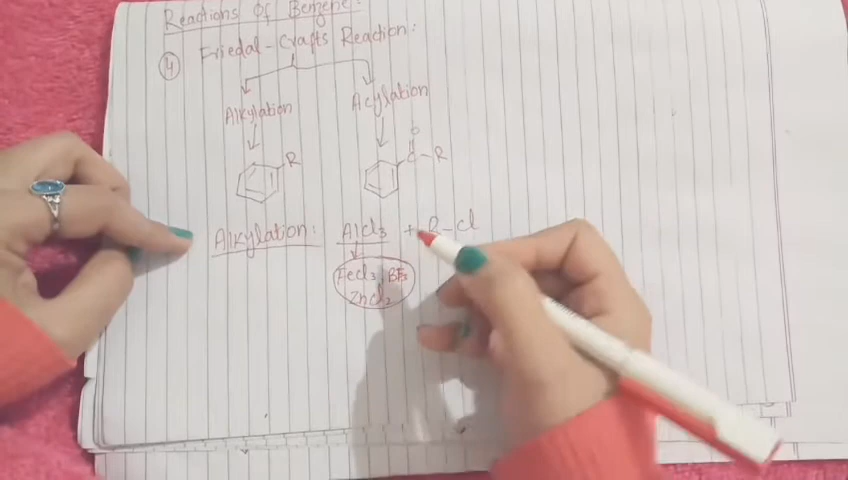 Reactions Of Benzene:
4 Friedal-Crafts Reaction:
Alkylation Acylation
O
R C-R
Alkylation: AlCl3 + R-Cl
FeCl3, BF3
ZnCl2